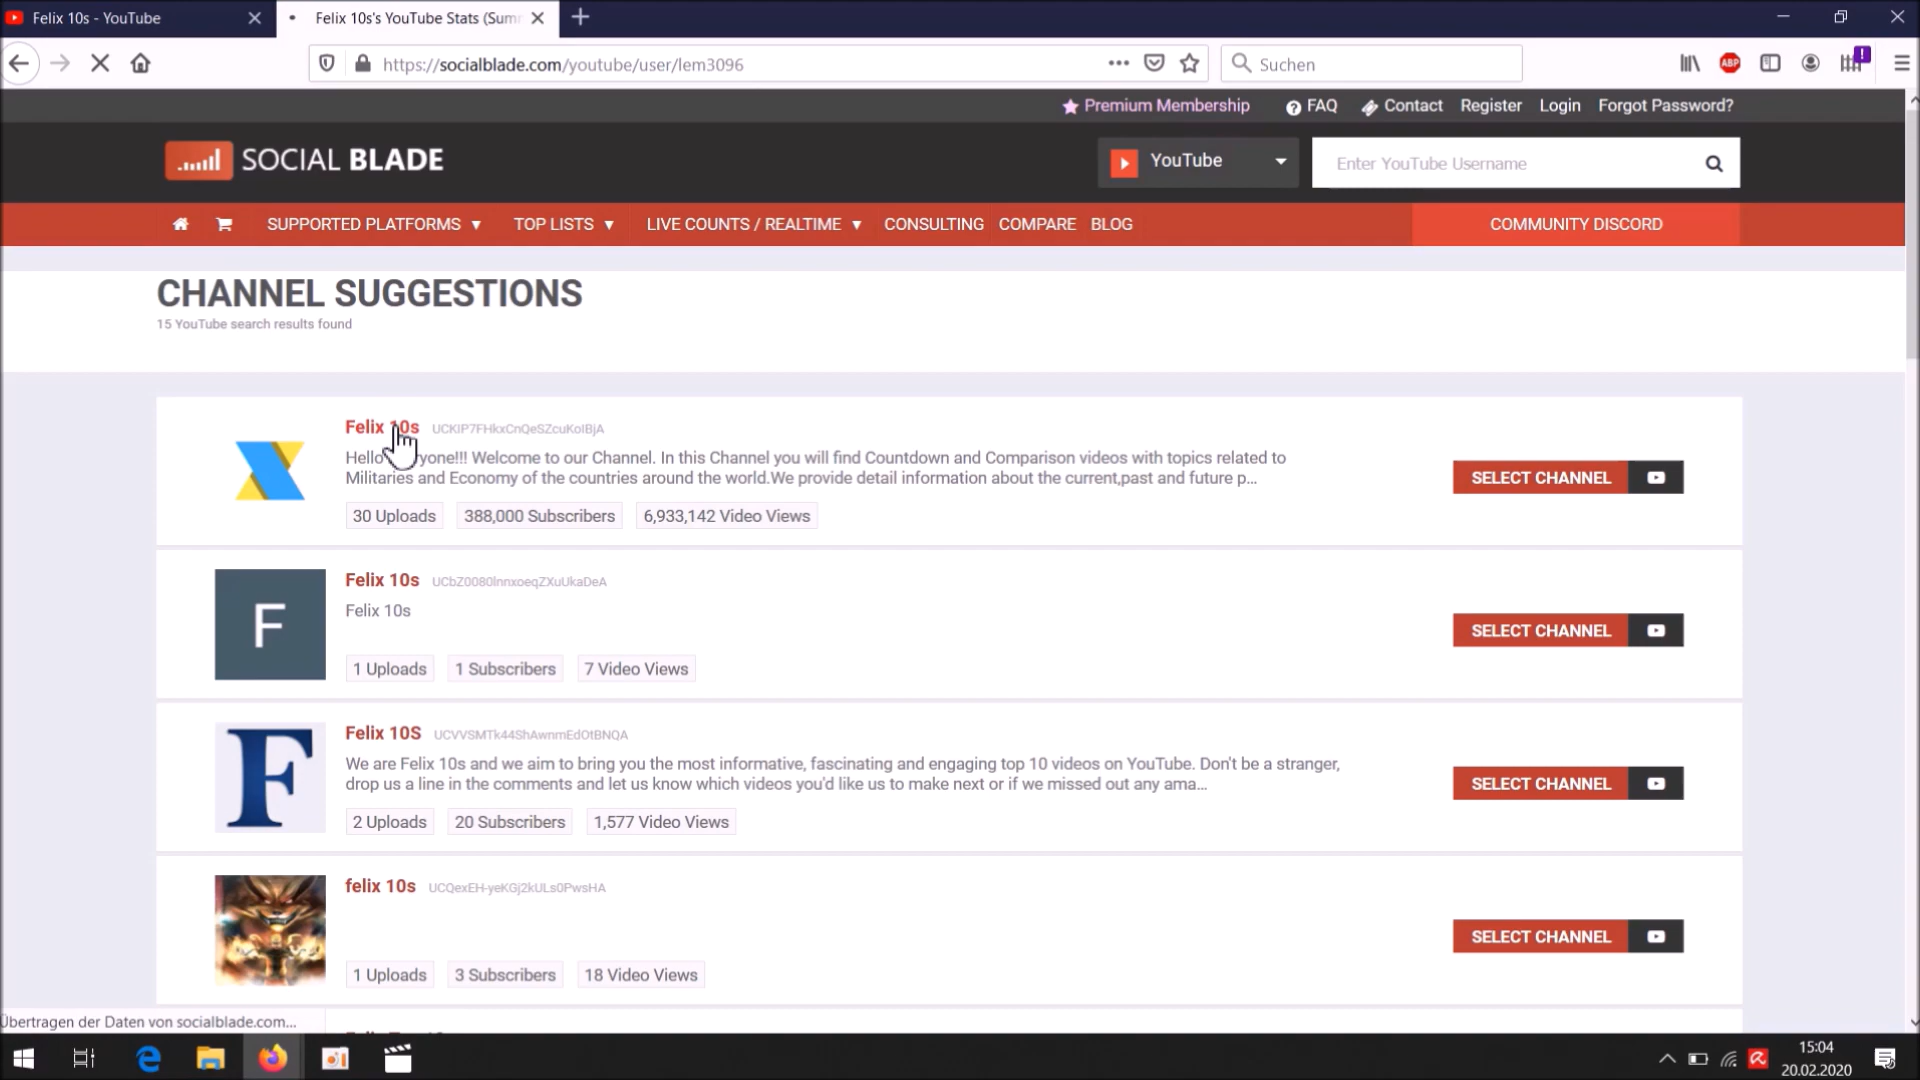 Felix 10s - YouTube
Felix 10s's YouTube Stats (Sum
https://socialblade.com/youtube/user/lem3096
Suchen
ABP
Premium Membership
FAQ
Contact
Register
Login
Forgot Password?
SOCIAL BLADE
YouTube
Enter YouTube Username
SUPPORTED PLATFORMS
TOP LISTS
LIVE COUNTS / REALTIME
CONSULTING
COMPARE
BLOG
COMMUNITY DISCORD
CHANNEL SUGGESTIONS
15 YouTube search results found
Felix 10s UCKIP7FHkxCnQeSZcuKoIBjA
Hello yone!!! Welcome to our Channel. In this Channel you will find Countdown and Comparison videos with topics related to
Militaries and Economy of the countries around the world.We provide detail information about the current,past and future p...
30 Uploads 388,000 Subscribers 6,933,142 Video Views
SELECT CHANNEL
F
Felix 10s UCbZ0080lnnxoeqZXuUkaDeA
Felix 10s
1 Uploads 1 Subscribers 7 Video Views
SELECT CHANNEL
F
Felix 10S UCVVSMTk44ShAwnmEdOtBNQA
We are Felix 10s and we aim to bring you the most informative, fascinating and engaging top 10 videos on YouTube. Don't be a stranger,
drop us a line in the comments and let us know which videos you'd like us to make next or if we missed out any ama...
2 Uploads 20 Subscribers 1,577 Video Views
SELECT CHANNEL
felix 10s UCQexEH-yeKGj2kULs0PwsHA
1 Uploads 3 Subscribers 18 Video Views
SELECT CHANNEL
Übertragen der Daten von socialblade.com...
15:04
20.02.2020